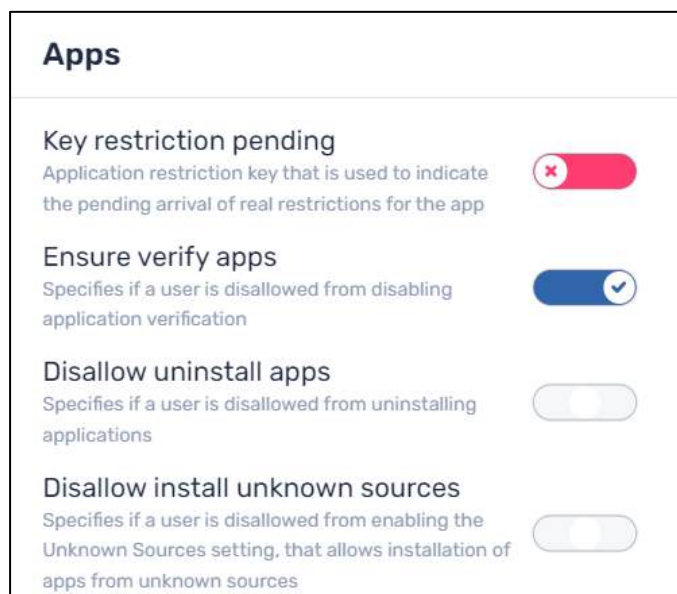 Apps
Key restriction pending
Application restriction key that is used to indicate
the pending arrival of real restrictions for the app
Ensure verify apps
Specifies if a user is disallowed from disabling
application verification
Disallow uninstall apps
Specifies if a user is disallowed from uninstalling
applications
Disallow install unknown sources
Specifies if a user is disallowed from enabling the
Unknown Sources setting, that allows installation of
apps from unknown sources